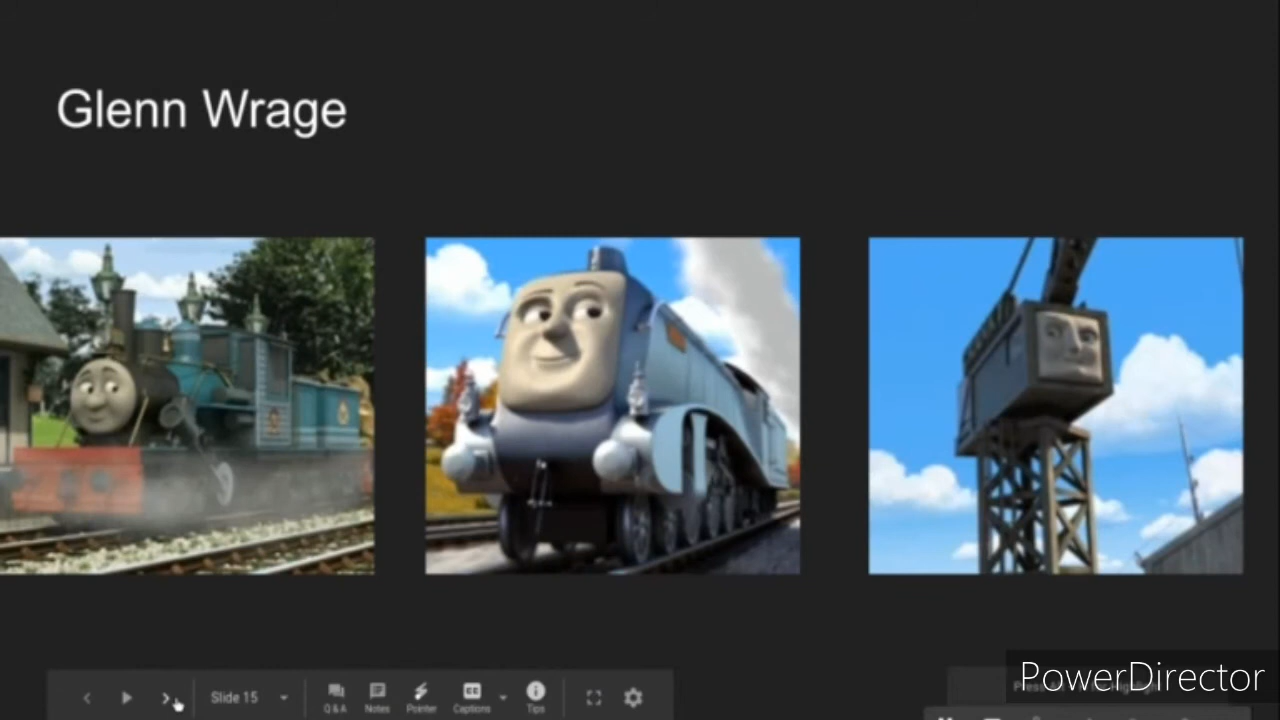 Glenn Wrage
Slide 15
Q & A
Notes
Pointer
Captions
Tips
PowerDirector